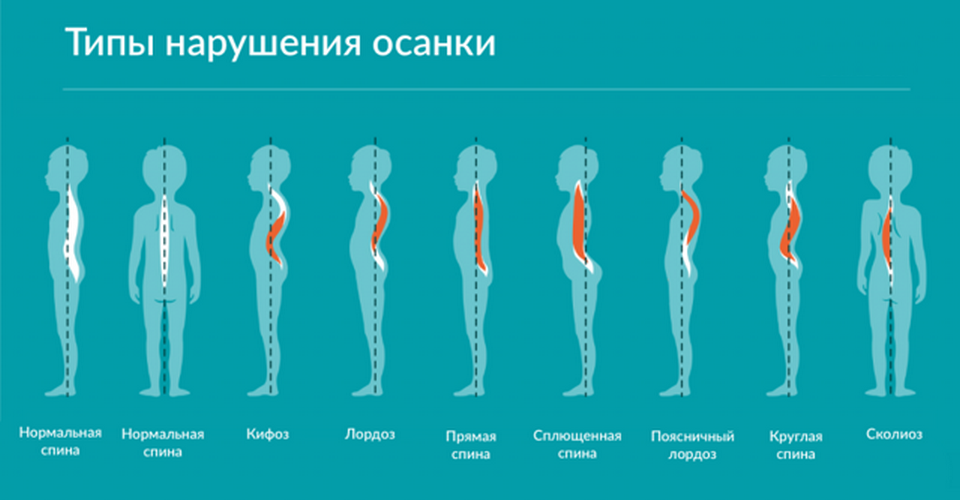 Типы нарушения осанки
Нормальная
спина
Нормальная
спина
Кифоз
Лордоз
Прямая
спина
Сплющенная
спина
Поясничный
лордоз
Круглая
спина
Сколиоз